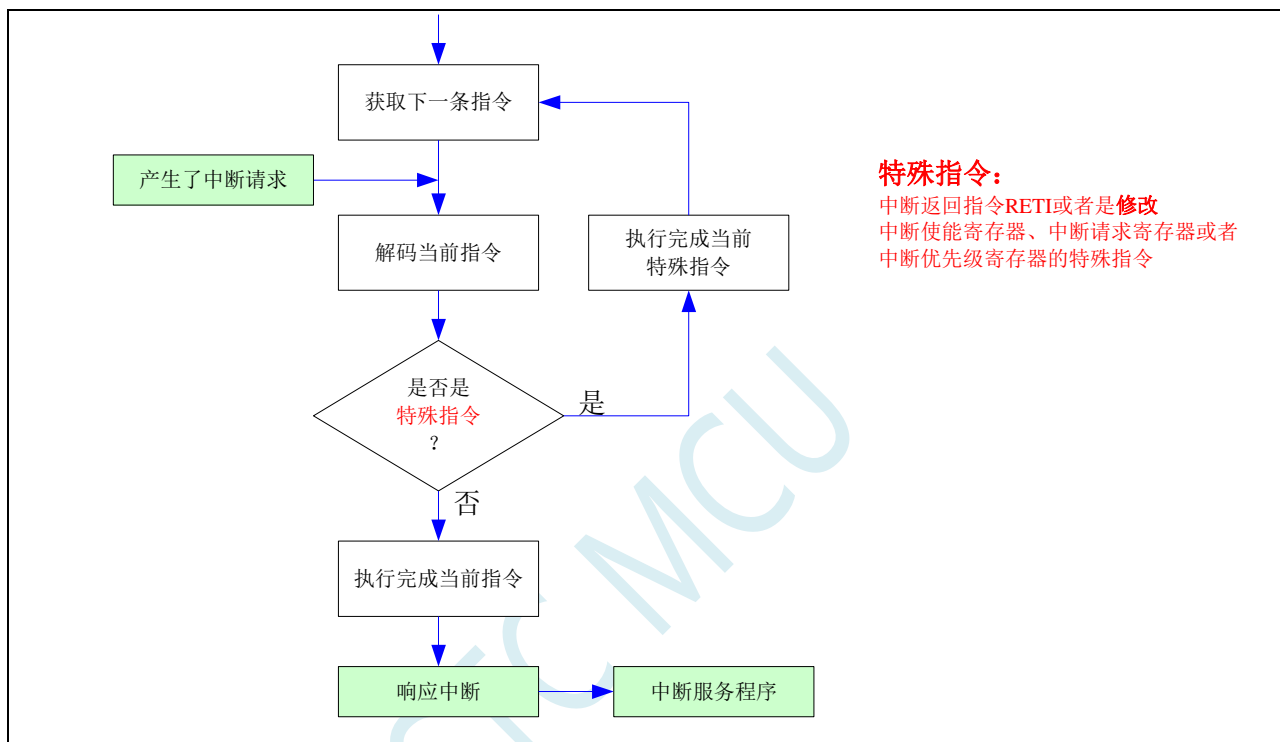 获取下一条指令
产生了中断请求
解码当前指令
执行完成当前
特殊指令
特殊指令：
中断返回指令RETI或者是修改
中断使能寄存器、中断请求寄存器或者
中断优先级寄存器的特殊指令
是否是
特殊指令
？
是
否
执行完成当前指令
响应中断
中断服务程序
STC MCU